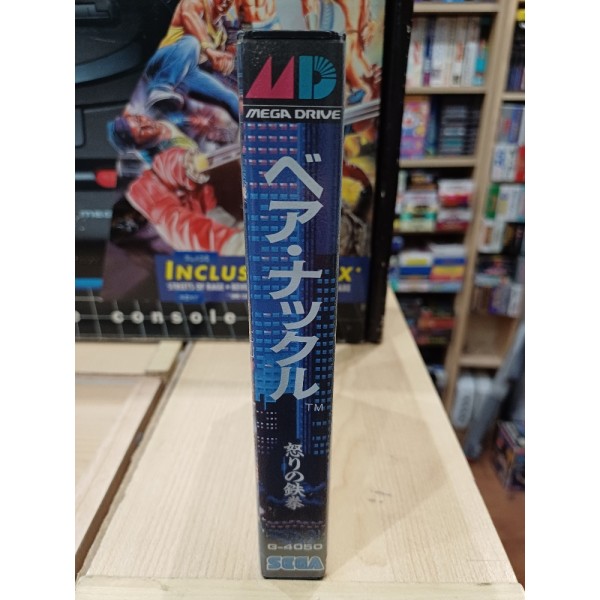 MD
MEGA DRIVE
ベア・ナックル
TM
怒りの鉄拳
G-4050
SEGA
INCLUS
X
STREETS OF RAGE
console